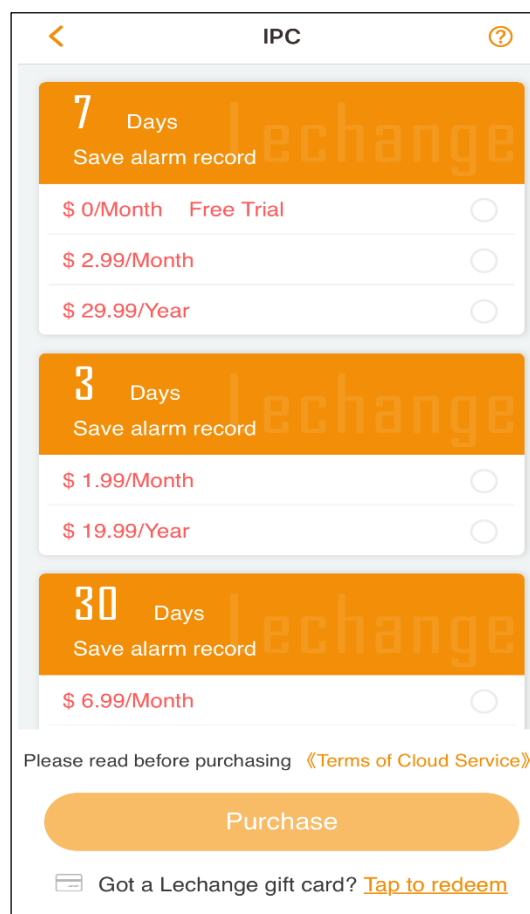 IPC
7 Days
Save alarm record
Lechange
$ 0/Month Free Trial
$ 2.99/Month
$ 29.99/Year
3 Days
Save alarm record
Lechange
$ 1.99/Month
$ 19.99/Year
30 Days
Save alarm record
Lechange
$ 6.99/Month
Please read before purchasing 《Terms of Cloud Service》
Purchase
Got a Lechange gift card? Tap to redeem